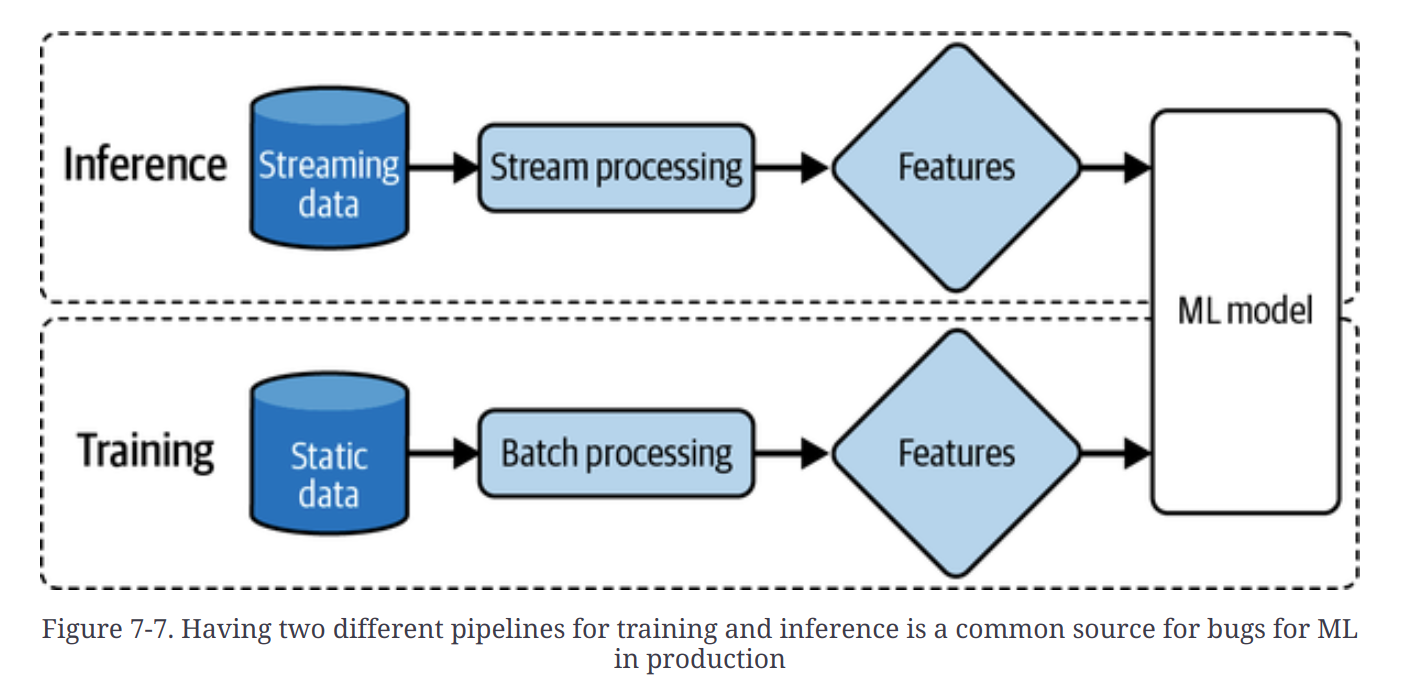 Inference
Streaming
data
Stream processing
Features
ML model
Training
Static
data
Batch processing
Features
Figure 7-7. Having two different pipelines for training and inference is a common source for bugs for ML
in production